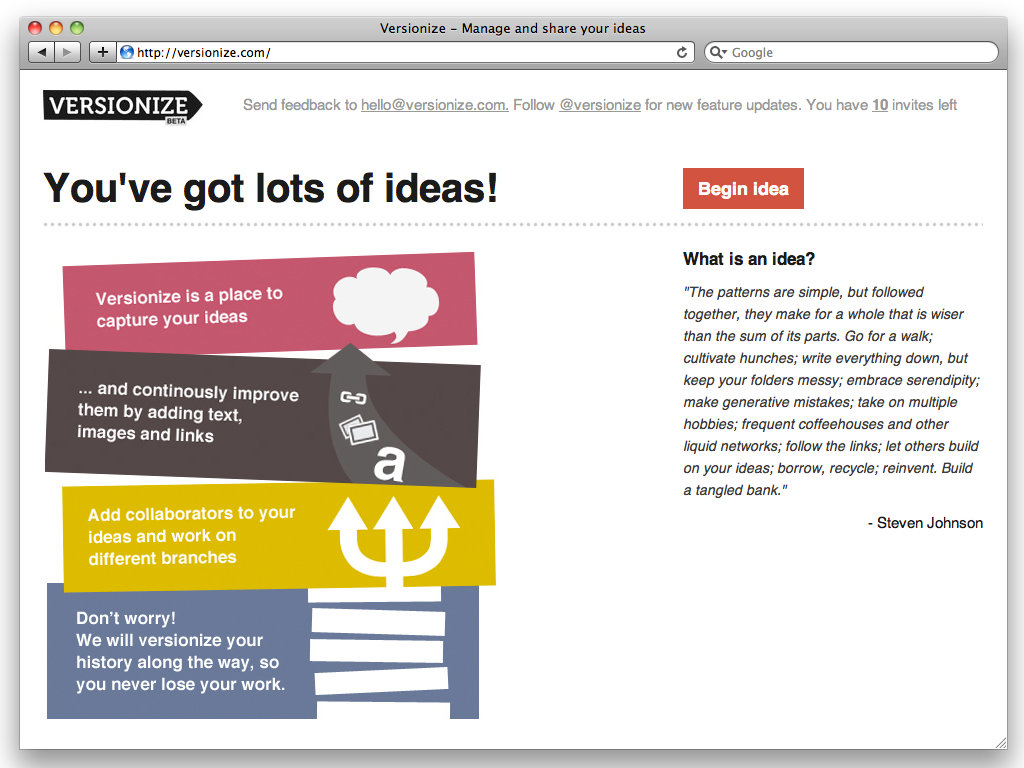 Versionize – Manage and share your ideas
http://versionize.com/
Google
VERSIONIZE
BETA
Send feedback to hello@versionize.com. Follow @versionize for new feature updates. You have 10 invites left
You've got lots of ideas!
Begin Idea
Versionize is a place to
capture your ideas
... and continously improve
them by adding text,
images and links
a
Add collaborators to your
ideas and work on
different branches
Don't worry!
We will versionize your
history along the way, so
you never lose your work.
What is an idea?
"The patterns are simple, but followed
together, they make for a whole that is wiser
than the sum of its parts. Go for a walk;
cultivate hunches; write everything down, but
keep your folders messy; embrace serendipity;
make generative mistakes; take on multiple
hobbies; frequent coffeehouses and other
liquid networks; follow the links; let others build
on your ideas; borrow, recycle; reinvent. Build
a tangled bank."
- Steven Johnson